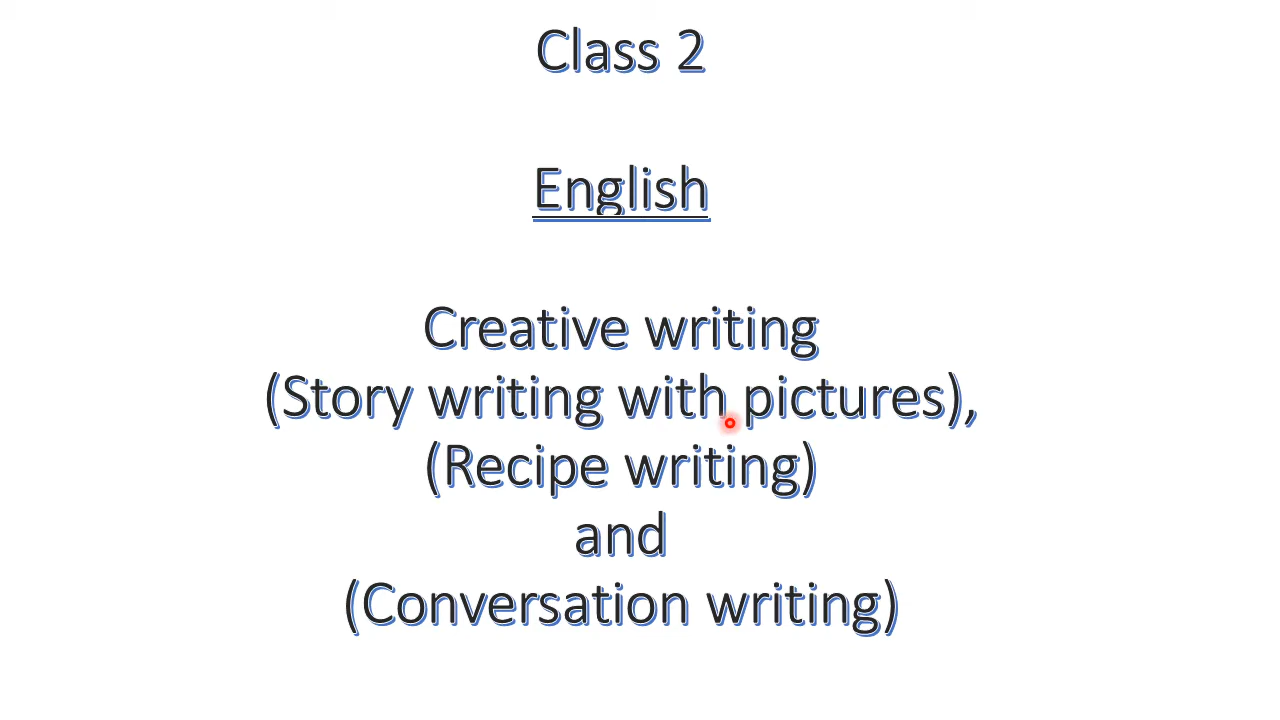 Class 2
English
Creative writing
(Story writing with pictures),
(Recipe writing)
and
(Conversation writing)